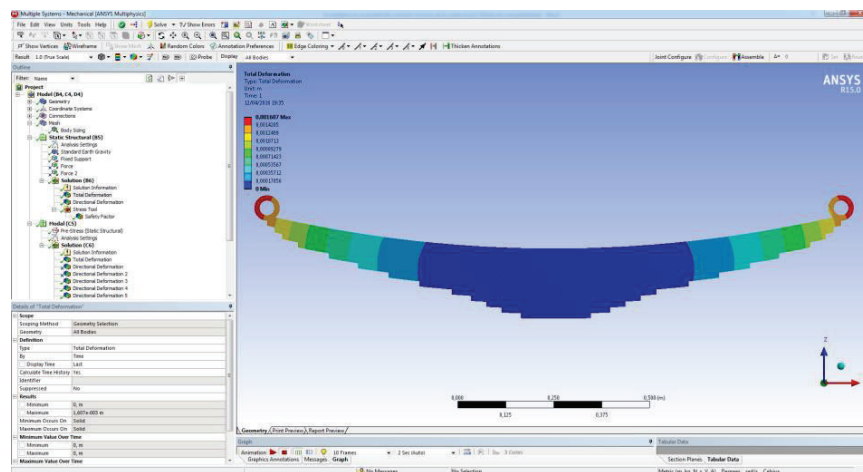 Multiple Systems - Mechanical [ANSYS Multiphysics]
File Edit View Units Tools Help Solve ?/ Show Errors Worksheet
Show Vertices Wireframe Show Mesh Random Colors Annotation Preferences Edge Coloring Thicken Annotations
Result 1.0 (True Scale) Probe Display All Bodies Joint Configure Configure Assemble Set
Outline
Filter: Name
Project
Model (B4, C4, D4)
Geometry
Coordinate Systems
Connections
Mesh
Body Sizing
Static Structural (B5)
Analysis Settings
Standard Earth Gravity
Fixed Support
Force
Force 2
Solution (B6)
Solution Information
Total Deformation
Directional Deformation
Stress Tool
Safety Factor
Modal (C5)
Pre-Stress (Static Structural)
Analysis Settings
Solution (C6)
Solution Information
Total Deformation
Directional Deformation
Directional Deformation 2
Directional Deformation 3
Directional Deformation 4
Directional Deformation 5
Details of "Total Deformation"
Scope
Scoping Method Geometry Selection
Geometry All Bodies
Definition
Type Total Deformation
By Time
Display Time Last
Calculate Time History Yes
Identifier
Suppressed No
Results
Minimum 0, m
Maximum 1,607e-003 m
Minimum Occurs On Solid
Maximum Occurs On Solid
Minimum Value Over Time
Minimum 0, m
Maximum 0, m
Maximum Value Over Time
Total Deformation
Type: Total Deformation
Unit: m
Time: 1
0,001607 Max
0,0014285
0,0010713
0,00089279
0,00071423
0,00053567
0,00035712
0,00017856
0 Min
ANSYS
R15.0
Z
0,000 0,250 0,500 (m)
0,125 0,375
Geometry Print Preview Report Preview
Graph
Animation 10 Frames 2 Sec (Auto) 3 Cycles
Graphics Annotations Messages Graph
Tabular Data
Section Planes Tabular Data
No Messages No Selection